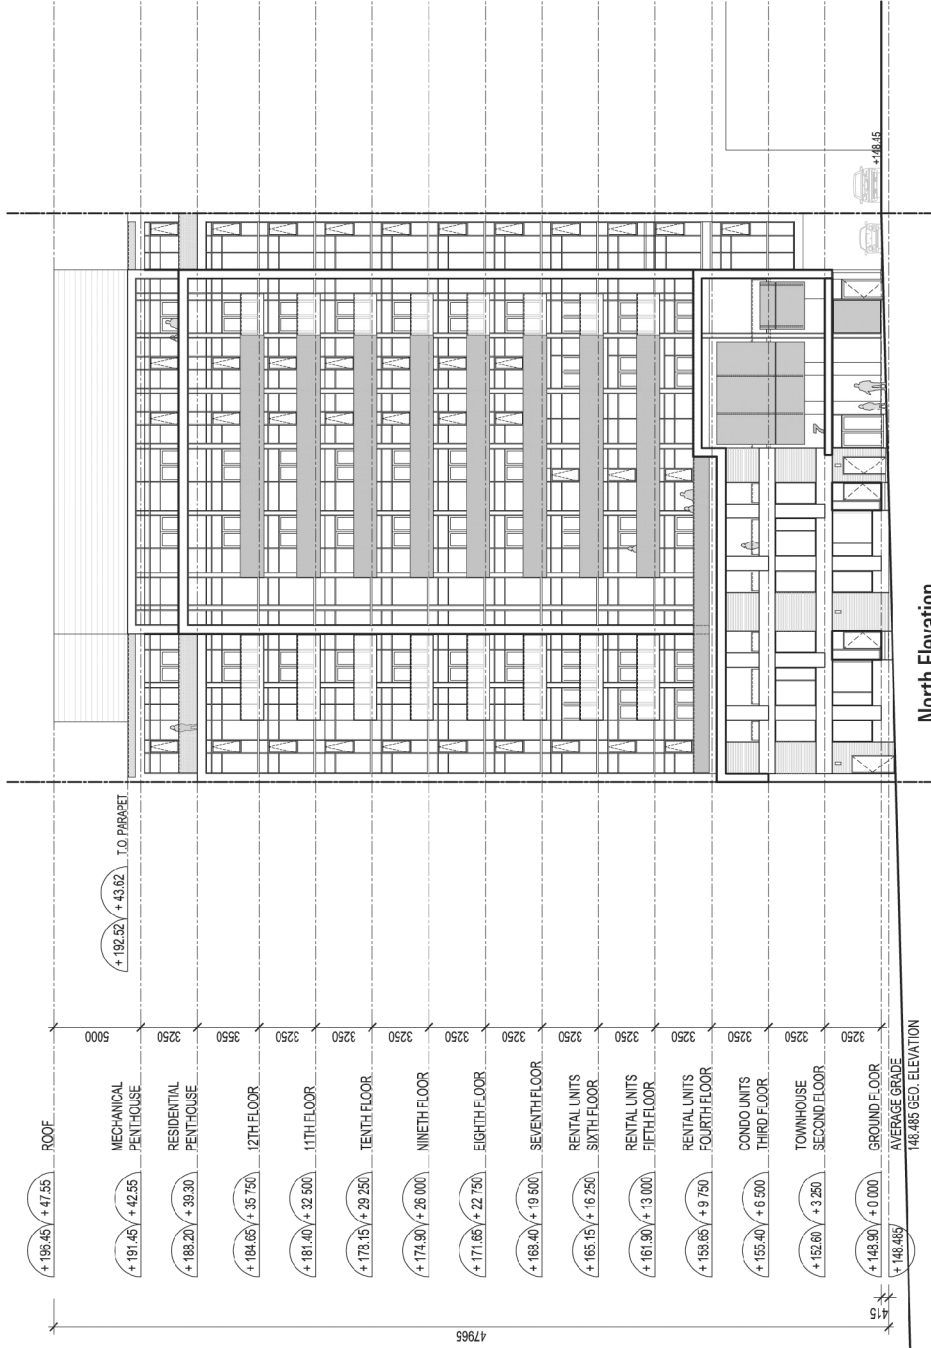 ROOF
+ 196.45 + 47.55
5000
T.O. PARAPET
+ 192.52 + 43.62
MECHANICAL
PENTHOUSE
+ 191.45 + 42.55
3250
RESIDENTIAL
PENTHOUSE
+ 188.20 + 39.30
3550
12TH FLOOR
+ 184.65 + 35 750
3250
11TH FLOOR
+ 181.40 + 32 500
3250
TENTH FLOOR
+ 178.15 + 29 250
3250
NINETH FLOOR
+ 174.90 + 26 000
3250
EIGHTH FLOOR
+ 171.65 + 22 750
3250
SEVENTH FLOOR
+ 168.40 + 19 500
3250
RENTAL UNITS
SIXTH FLOOR
+ 165.15 + 16 250
3250
RENTAL UNITS
FIFTH FLOOR
+ 161.90 + 13 000
3250
RENTAL UNITS
FOURTH FLOOR
+ 158.65 + 9 750
3250
CONDO UNITS
THIRD FLOOR
+ 155.40 + 6 500
3250
TOWNHOUSE
SECOND FLOOR
+ 152.60 + 3 250
3250
GROUND FLOOR
+ 148.90 + 0 000
AVERAGE GRADE
148.485 GEO. ELEVATION
+ 148.485
415
47965
7
+148.45
North Elevation